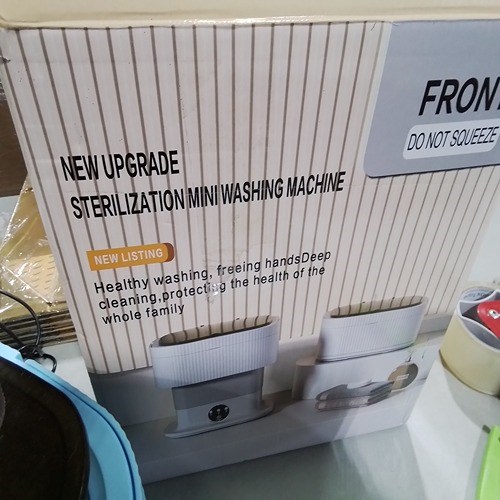 FRONT
DO NOT SQUEEZE
NEW UPGRADE
STERILIZATION MINI WASHING MACHINE
NEW LISTING
Healthy washing, freeing handsDeep
cleaning,protecting the health of the
whole family